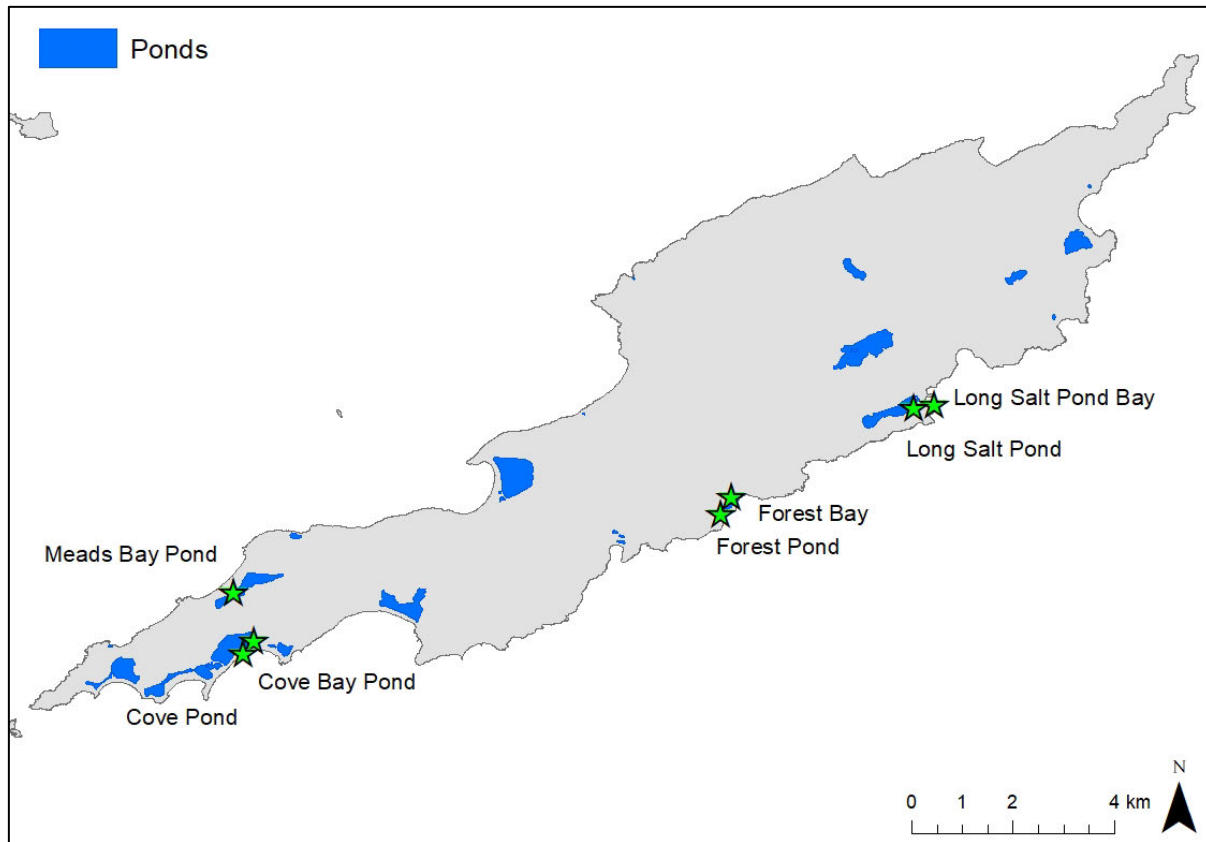 Ponds
Long Salt Pond Bay
Long Salt Pond
Forest Bay
Forest Pond
Meads Bay Pond
Cove Bay Pond
Cove Pond
N
0 1 2 4 km